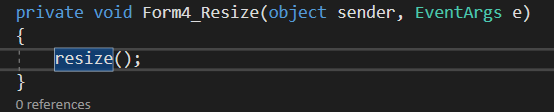 private void Form4_Resize(object sender, EventArgs e)
{
resize();
}
0 references